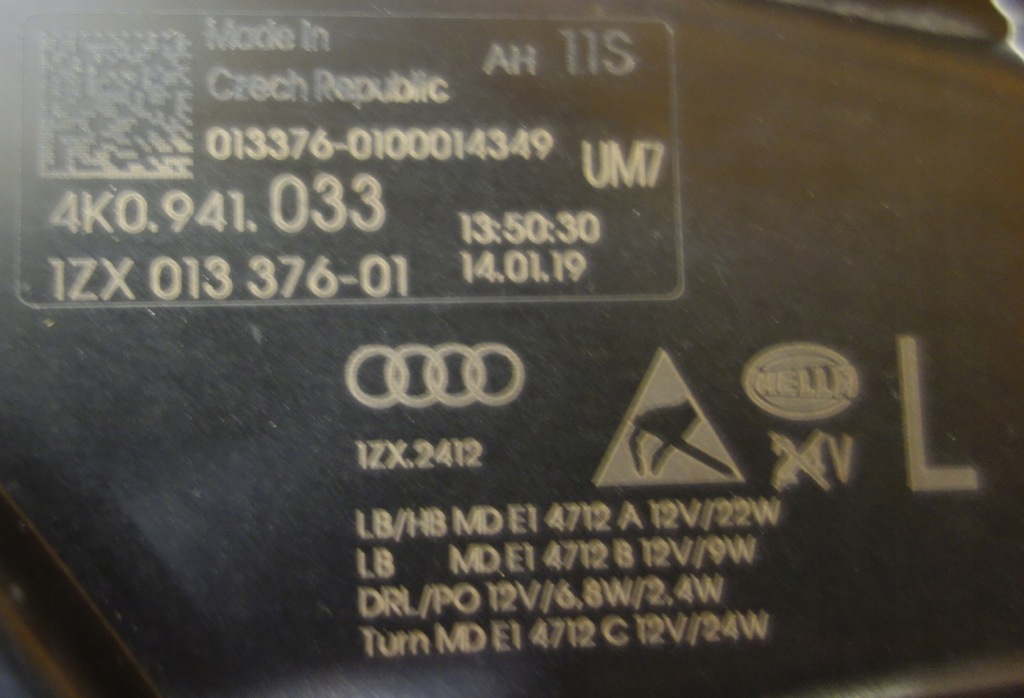 Made in
Czech Republic
AH 11S
013376-0100014349
UM7
4K0.941.033
13:50:30
1ZX 013 376-01
14.01.19
HELLA
1ZX.2412
24V
L
LB/HB MD E1 4712 A 12V/22W
LB MD E1 4712 B 12V/9W
DRL/PO 12V/6.8W/2.4W
Turn MD E1 4712 C 12V/24W